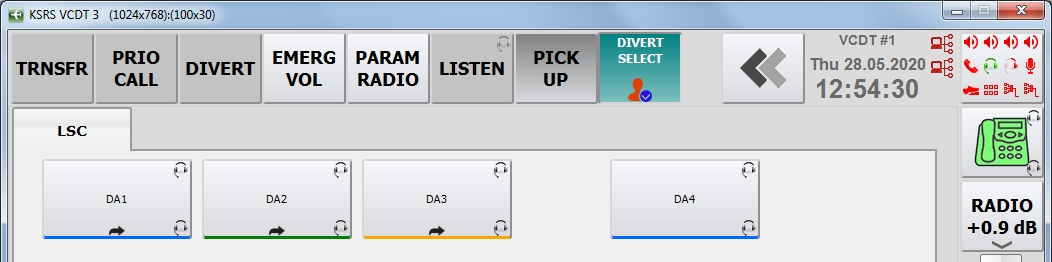 KSRS VCDT 3 (1024x768):(100x30)
TRNSFR
PRIO
CALL
DIVERT
EMERG
VOL
PARAM
RADIO
LISTEN
PICK
UP
DIVERT
SELECT
VCDT #1
Thu 28.05.2020
12:54:30
LSC
DA1
DA2
DA3
DA4
RADIO
+0.9 dB